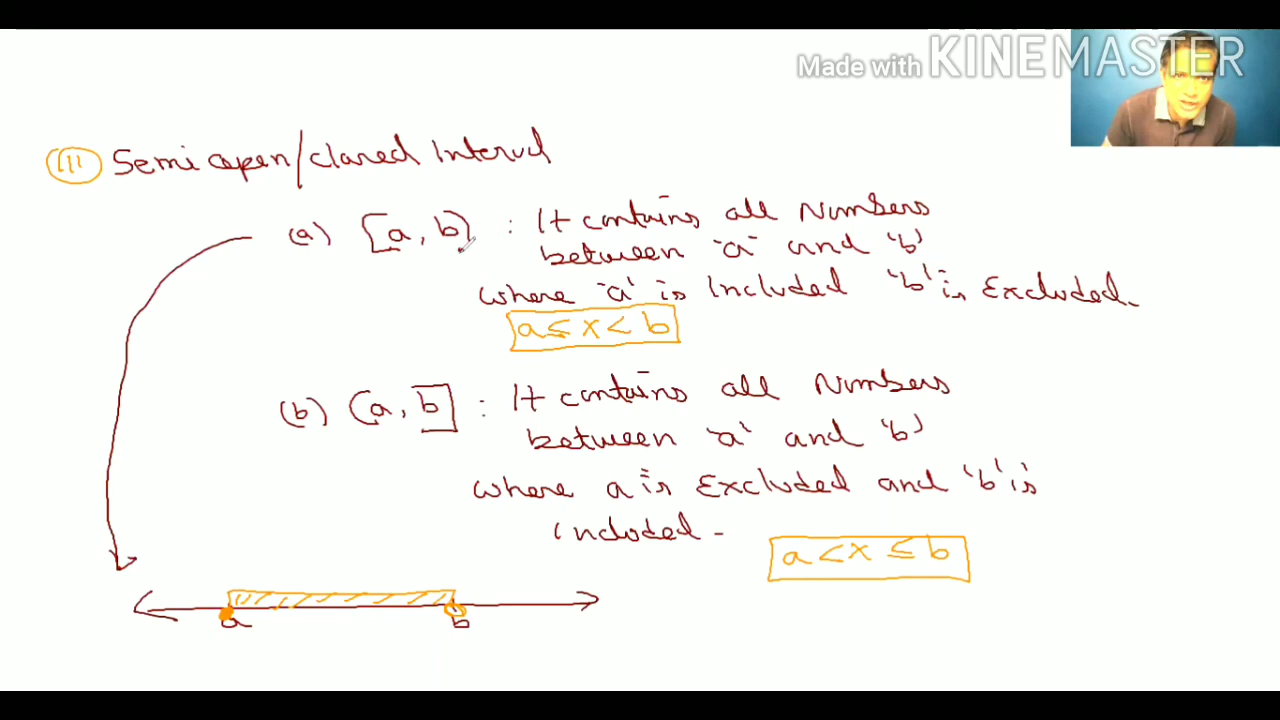 Made with KINEMASTER
(III) Semi open/closed Interval
(a) [a, b) : It contains all Numbers
between 'a' and 'b'
where 'a' is Included 'b' is Excluded.
a ≤ x < b
(b) (a, b] : It contains all Numbers
between 'a' and 'b'
where a is Excluded and 'b' is
included -
a < x ≤ b
a b